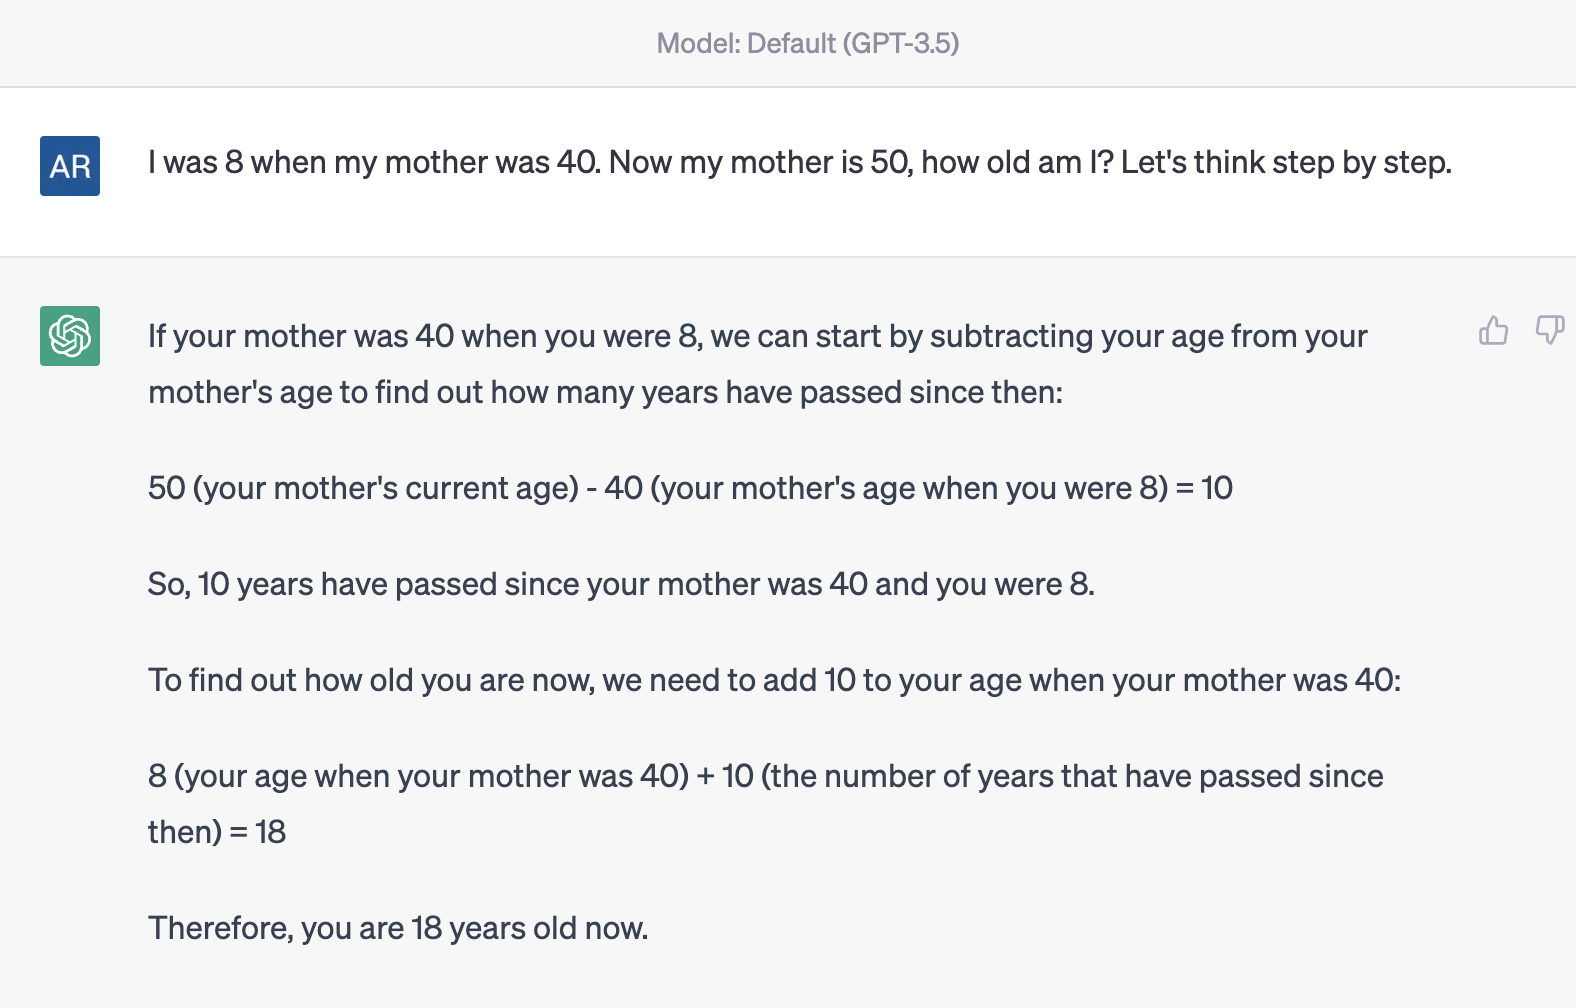 Model: Default (GPT-3.5)
AR
I was 8 when my mother was 40. Now my mother is 50, how old am I? Let's think step by step.
If your mother was 40 when you were 8, we can start by subtracting your age from your
mother's age to find out how many years have passed since then:
50 (your mother's current age) - 40 (your mother's age when you were 8) = 10
So, 10 years have passed since your mother was 40 and you were 8.
To find out how old you are now, we need to add 10 to your age when your mother was 40:
8 (your age when your mother was 40) + 10 (the number of years that have passed since
then) = 18
Therefore, you are 18 years old now.